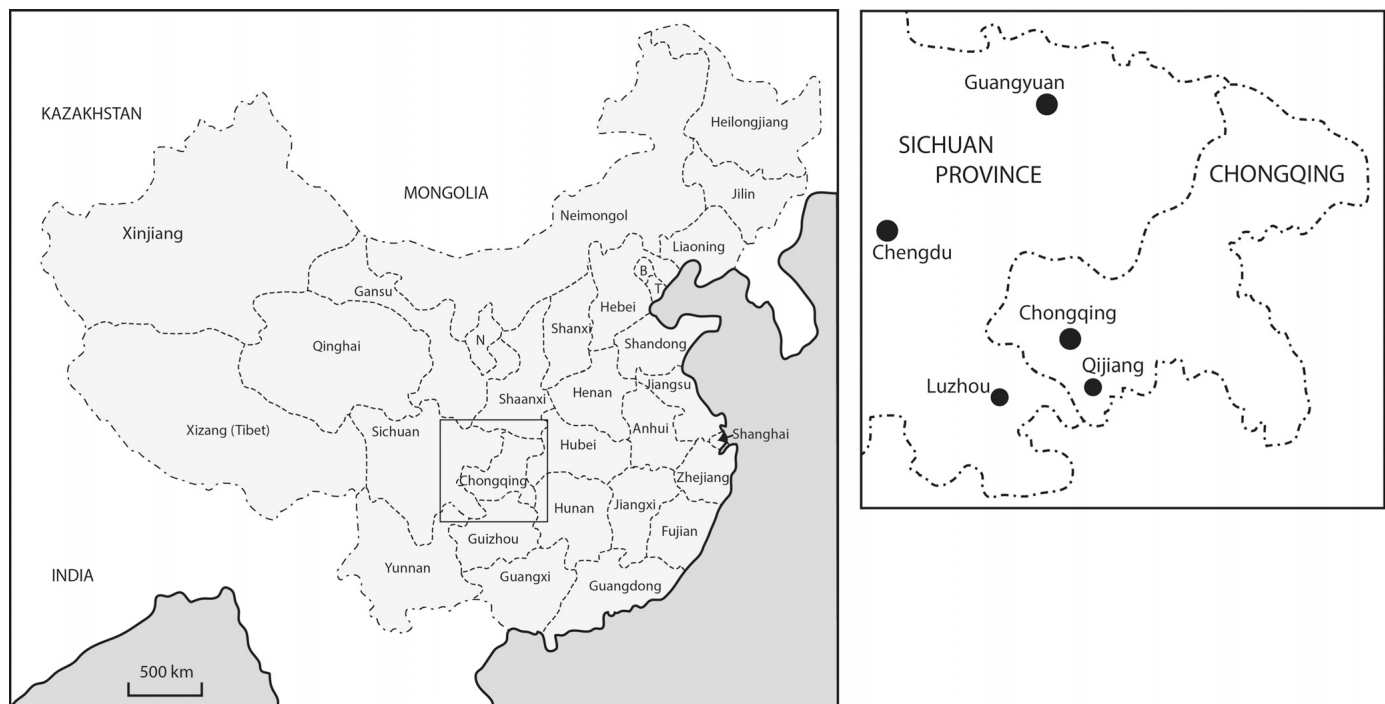 KAZAKHSTAN
MONGOLIA
Heilongjiang
Jilin
Neimongol
Xinjiang
Liaoning
B
T
Gansu
Hebei
N
Shanxi
Qinghai
Shandong
Jiangsu
Henan
Shaanxi
Xizang (Tibet)
Sichuan
Anhui
Shanghai
Hubei
Zhejiang
Chongqing
Hunan
Jiangxi
Fujian
Guizhou
Yunnan
Guangxi
Guangdong
INDIA
500 km
Guangyuan
SICHUAN
PROVINCE
CHONGQING
Chengdu
Chongqing
Qijiang
Luzhou